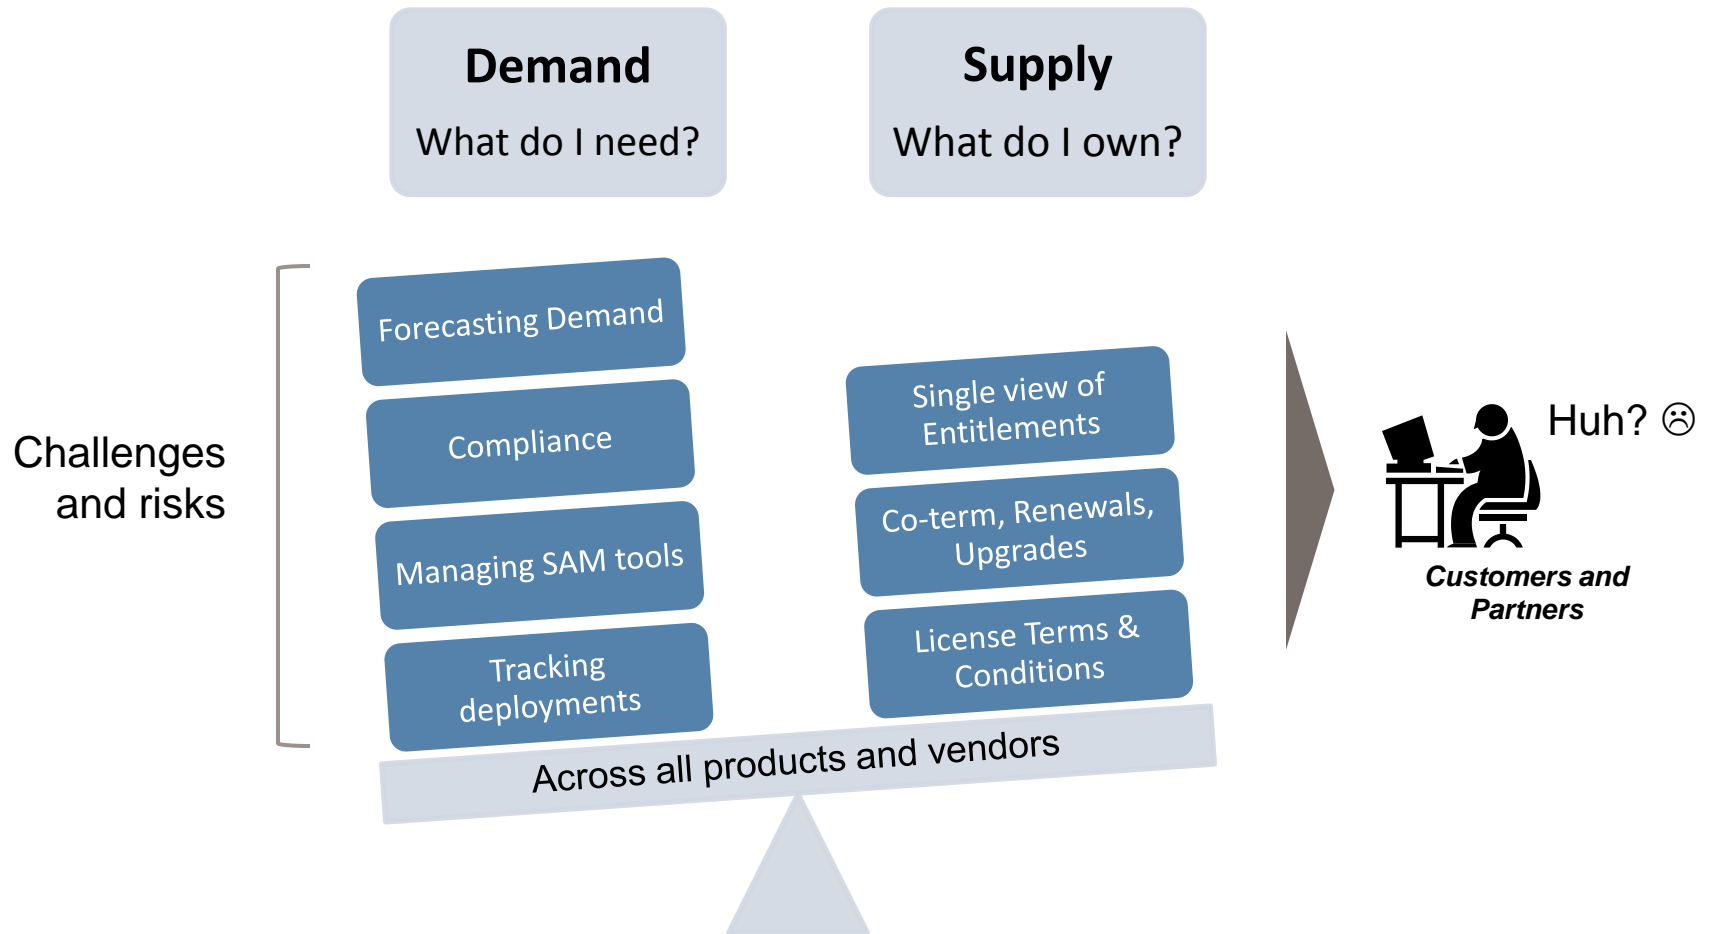 Demand
What do I need?
Supply
What do I own?
Challenges
and risks
Forecasting Demand
Compliance
Managing SAM tools
Tracking
deployments
Single view of
Entitlements
Co-term, Renewals,
Upgrades
License Terms &
Conditions
Across all products and vendors
Huh? ☹
Customers and
Partners